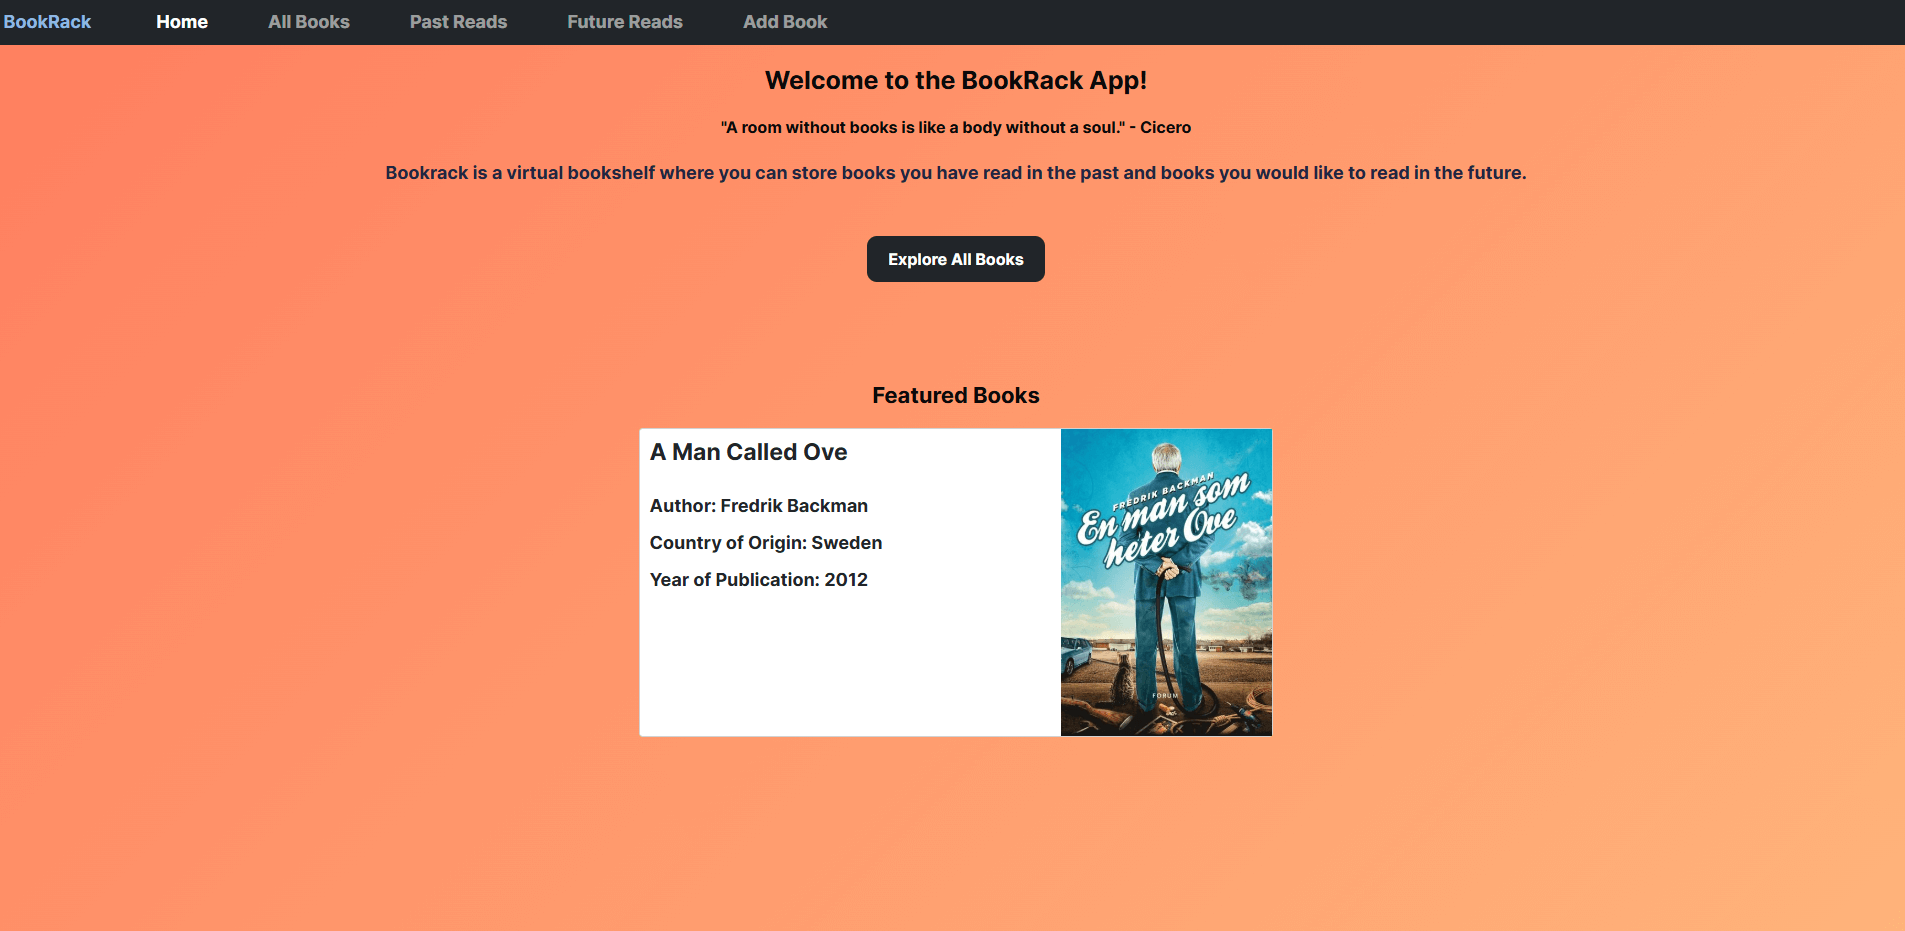 BookRack Home All Books Past Reads Future Reads Add Book
Welcome to the BookRack App!
"A room without books is like a body without a soul." - Cicero
Bookrack is a virtual bookshelf where you can store books you have read in the past and books you would like to read in the future.
Explore All Books
Featured Books
A Man Called Ove
Author: Fredrik Backman
Country of Origin: Sweden
Year of Publication: 2012
FREDRIK BACKMAN
En man som
heter Ove
FORUM